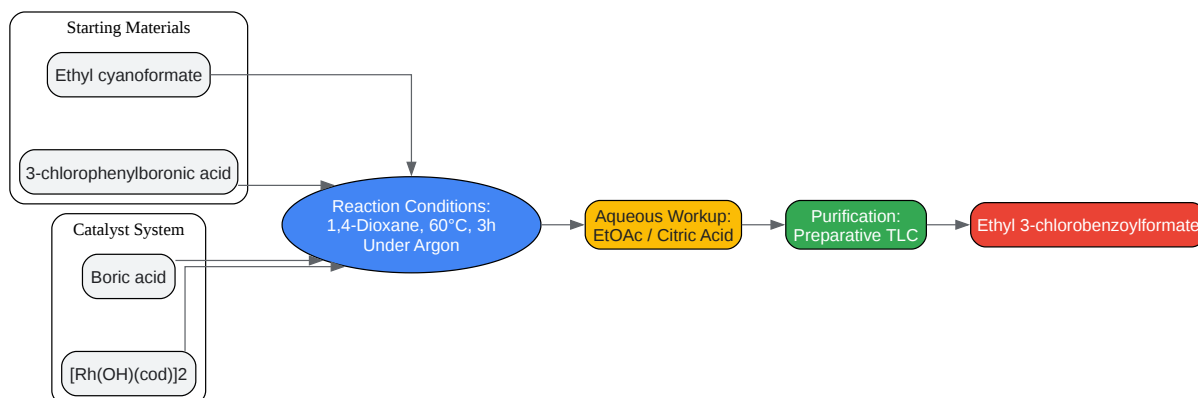 Starting Materials
Ethyl cyanoformate
3-chlorophenylboronic acid
Catalyst System
Boric acid
[Rh(OH)(cod)]2
Reaction Conditions:
1,4-Dioxane, 60°C, 3h
Under Argon
Aqueous Workup:
EtOAc / Citric Acid
Purification:
Preparative TLC
Ethyl 3-chlorobenzoylformate